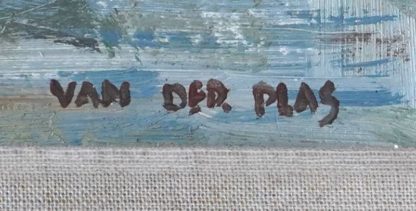 VAN DER PLAS